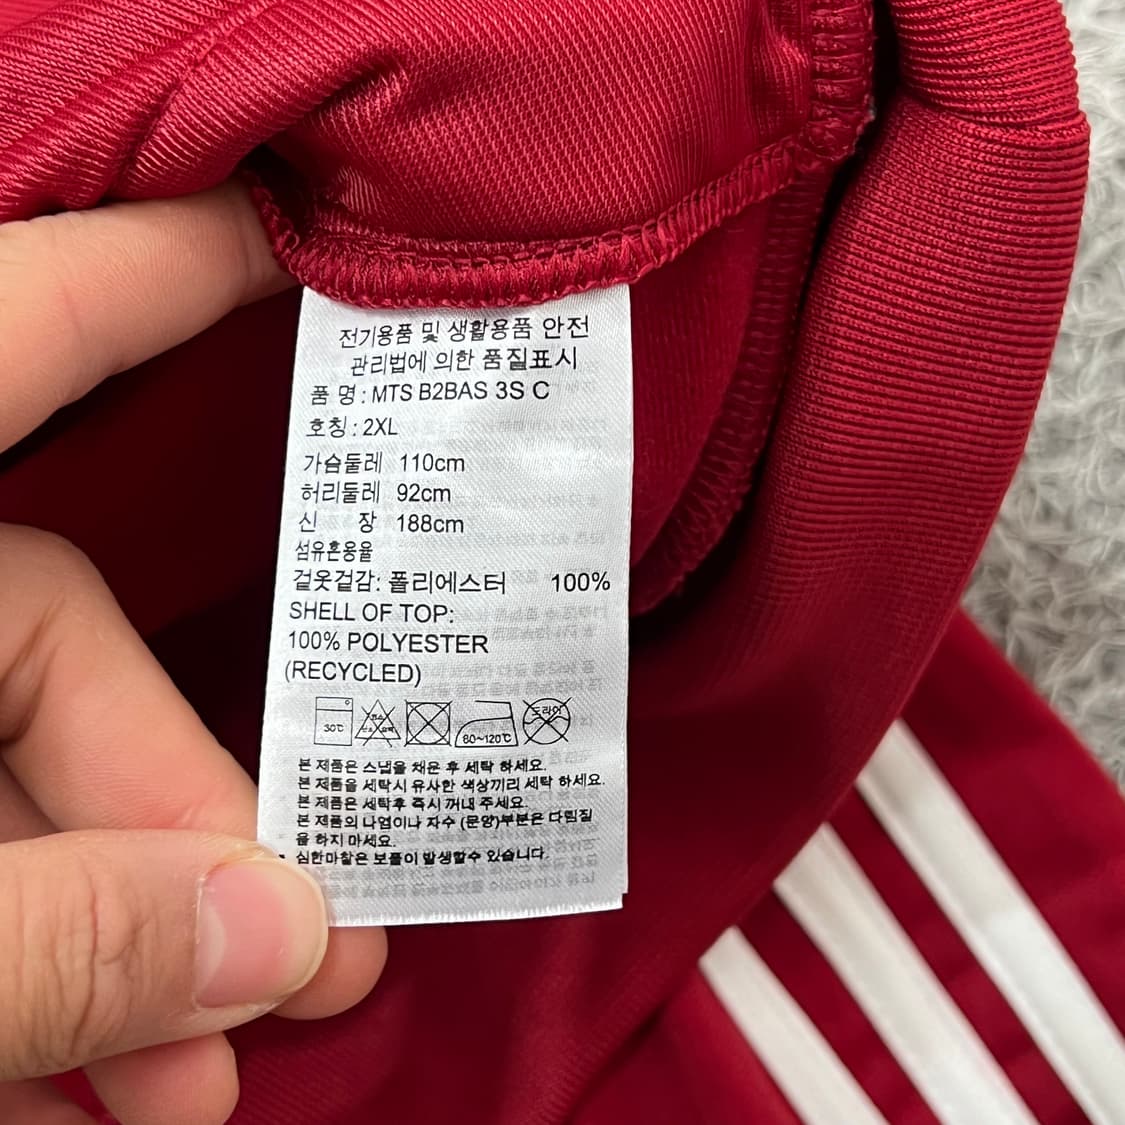 전기용품 및 생활용품 안전
관리법에 의한 품질표시
품 명 : MTS B2BAS 3S C
호칭 : 2XL
가슴둘레 110cm
허리둘레 92cm
신 장 188cm
섬유혼용율
겉옷겉감: 폴리에스터 100%
SHELL OF TOP:
100% POLYESTER
(RECYCLED)
30℃ 80~120℃ 드라이
본 제품은 스냅을 채운 후 세탁 하세요.
본 제품을 세탁시 유사한 색상끼리 세탁 하세요.
본 제품은 세탁후 즉시 꺼내 주세요.
본 제품의 나염이나 자수 (문양)부분은 다림질
을 하지 마세요.
심한마찰은 보풀이 발생할수 있습니다.